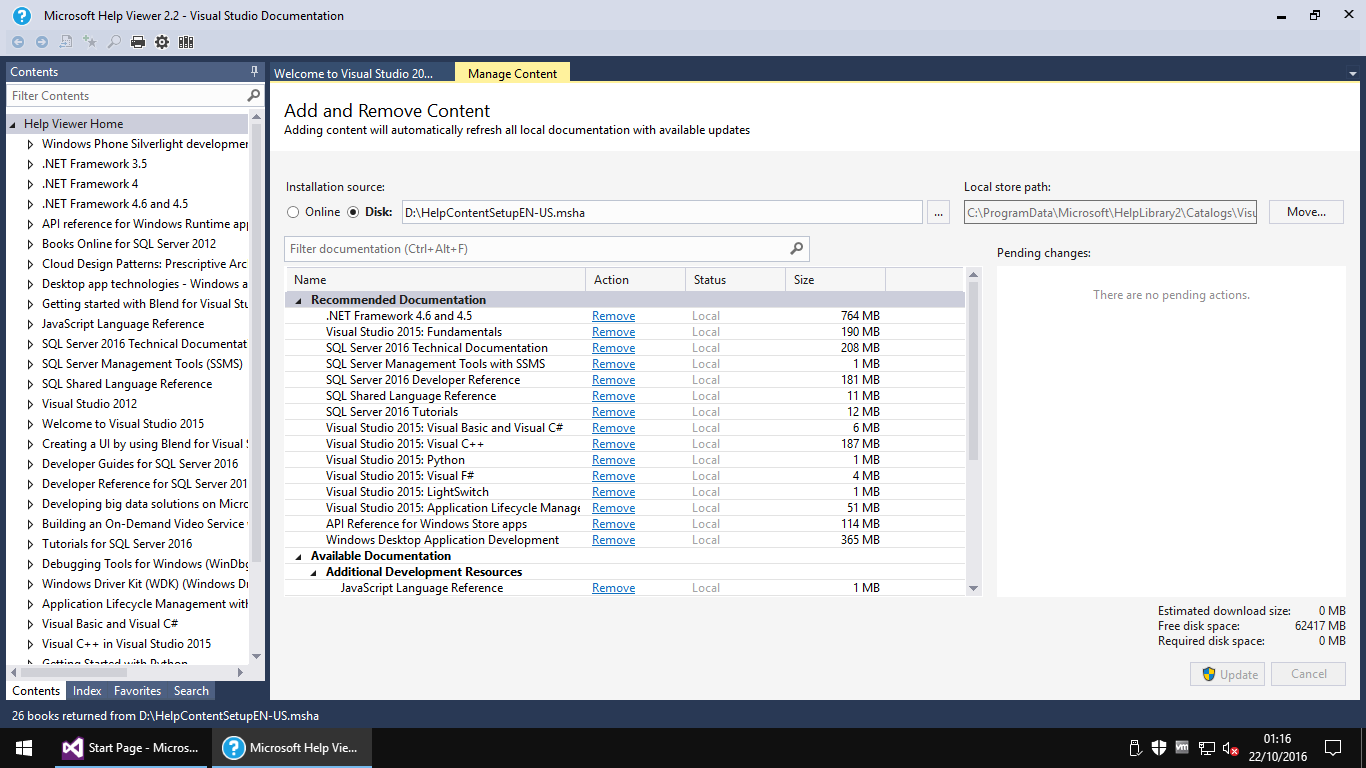 Microsoft Help Viewer 2.2 - Visual Studio Documentation
Contents
Filter Contents
Help Viewer Home
Windows Phone Silverlight developmer
.NET Framework 3.5
.NET Framework 4
.NET Framework 4.6 and 4.5
API reference for Windows Runtime app
Books Online for SQL Server 2012
Cloud Design Patterns: Prescriptive Arc
Desktop app technologies - Windows a
Getting started with Blend for Visual Stu
JavaScript Language Reference
SQL Server 2016 Technical Documentat
SQL Server Management Tools (SSMS)
SQL Shared Language Reference
Visual Studio 2012
Welcome to Visual Studio 2015
Creating a UI by using Blend for Visual S
Developer Guides for SQL Server 2016
Developer Reference for SQL Server 201
Developing big data solutions on Micro
Building an On-Demand Video Service
Tutorials for SQL Server 2016
Debugging Tools for Windows (WinDbg
Windows Driver Kit (WDK) (Windows Dr
Application Lifecycle Management with
Visual Basic and Visual C#
Visual C++ in Visual Studio 2015
Getting Started with Python
Contents Index Favorites Search
Welcome to Visual Studio 20... Manage Content
Add and Remove Content
Adding content will automatically refresh all local documentation with available updates
Installation source:
Online Disk: D:\HelpContentSetupEN-US.msha ...
Local store path:
C:\ProgramData\Microsoft\HelpLibrary2\Catalogs\Visu Move...
Filter documentation (Ctrl+Alt+F)
Name Action Status Size
Recommended Documentation
.NET Framework 4.6 and 4.5 Remove Local 764 MB
Visual Studio 2015: Fundamentals Remove Local 190 MB
SQL Server 2016 Technical Documentation Remove Local 208 MB
SQL Server Management Tools with SSMS Remove Local 1 MB
SQL Server 2016 Developer Reference Remove Local 181 MB
SQL Shared Language Reference Remove Local 11 MB
SQL Server 2016 Tutorials Remove Local 12 MB
Visual Studio 2015: Visual Basic and Visual C# Remove Local 6 MB
Visual Studio 2015: Visual C++ Remove Local 187 MB
Visual Studio 2015: Python Remove Local 1 MB
Visual Studio 2015: Visual F# Remove Local 4 MB
Visual Studio 2015: LightSwitch Remove Local 1 MB
Visual Studio 2015: Application Lifecycle Manage Remove Local 51 MB
API Reference for Windows Store apps Remove Local 114 MB
Windows Desktop Application Development Remove Local 365 MB
Available Documentation
Additional Development Resources
JavaScript Language Reference Remove Local 1 MB
Pending changes:
There are no pending actions.
Estimated download size: 0 MB
Free disk space: 62417 MB
Required disk space: 0 MB
Update Cancel
26 books returned from D:\HelpContentSetupEN-US.msha
Start Page - Micros... Microsoft Help Vie...
vm
01:16
22/10/2016